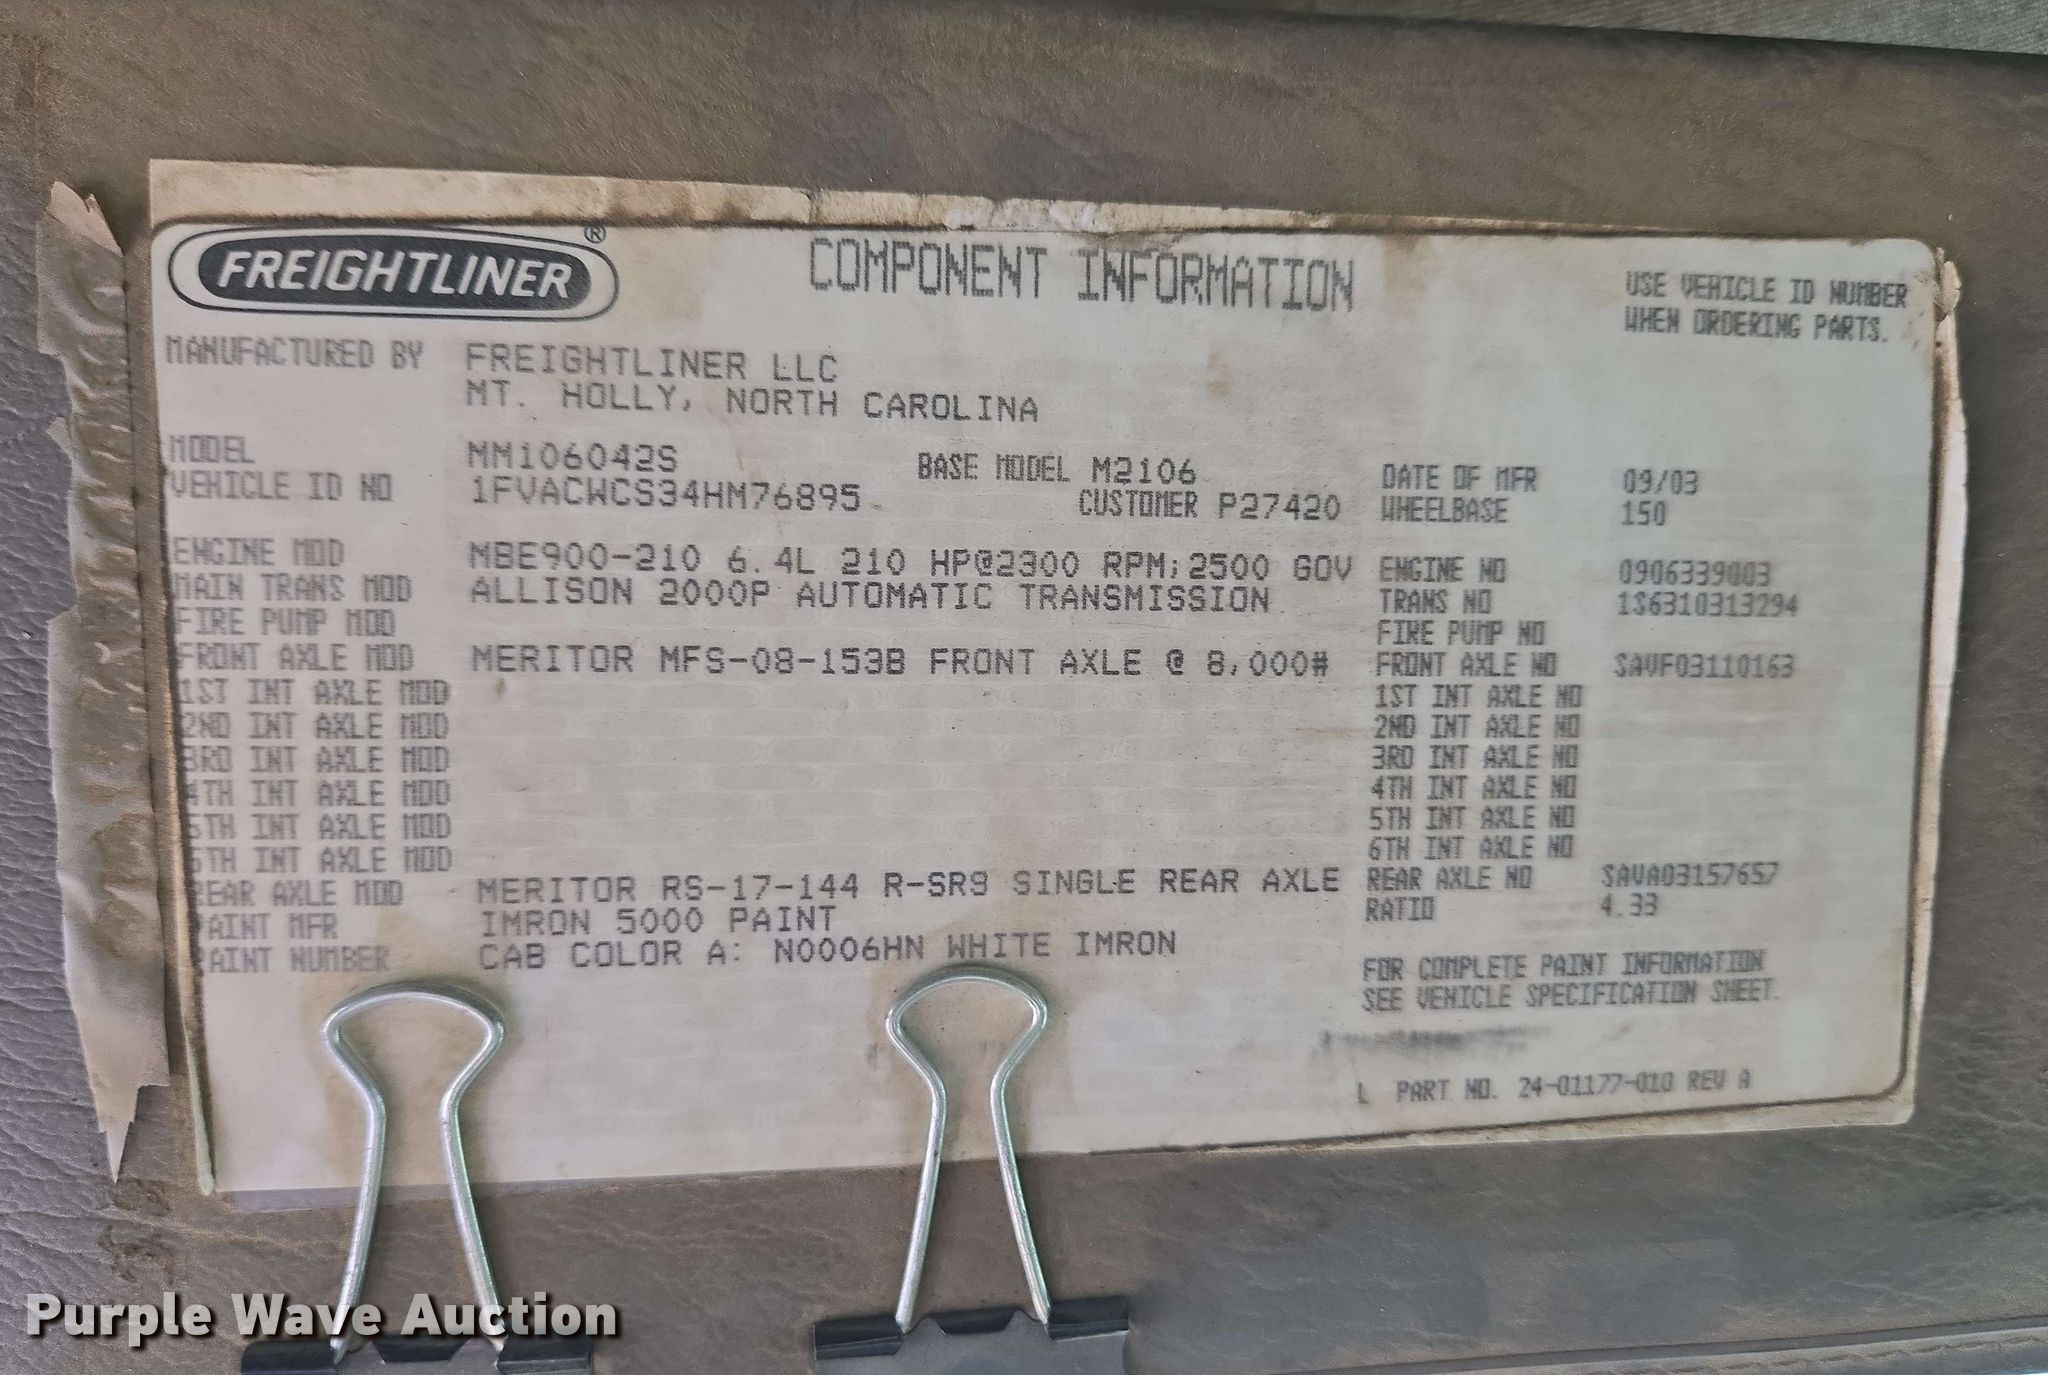 FREIGHTLINER®
COMPONENT INFORMATION
USE VEHICLE ID NUMBER
WHEN ORDERING PARTS.
MANUFACTURED BY FREIGHTLINER LLC
MT. HOLLY, NORTH CAROLINA
MODEL MM106042S BASE MODEL M2106 DATE OF MFR 09/03
VEHICLE ID NO 1FVACWCS34HM76895 CUSTOMER P27420 WHEELBASE 150
ENGINE MOD MBE900-210 6.4L 210 HP@2300 RPM;2500 GOV ENGINE NO 0906339003
MAIN TRANS MOD ALLISON 2000P AUTOMATIC TRANSMISSION TRANS NO 1S6310313294
FIRE PUMP MOD FIRE PUMP NO
FRONT AXLE MOD MERITOR MFS-08-153B FRONT AXLE @ 8,000# FRONT AXLE NO SAVF03110163
1ST INT AXLE MOD 1ST INT AXLE NO
2ND INT AXLE MOD 2ND INT AXLE NO
3RD INT AXLE MOD 3RD INT AXLE NO
4TH INT AXLE MOD 4TH INT AXLE NO
5TH INT AXLE MOD 5TH INT AXLE NO
6TH INT AXLE MOD 6TH INT AXLE NO
REAR AXLE MOD MERITOR RS-17-144 R-SR9 SINGLE REAR AXLE REAR AXLE NO SAVA03157657
PAINT MFR IMRON 5000 PAINT RATIO 4.33
PAINT NUMBER CAB COLOR A: N0006HN WHITE IMRON
FOR COMPLETE PAINT INFORMATION
SEE VEHICLE SPECIFICATION SHEET.
L PART NO. 24-01177-010 REV A
Purple Wave Auction